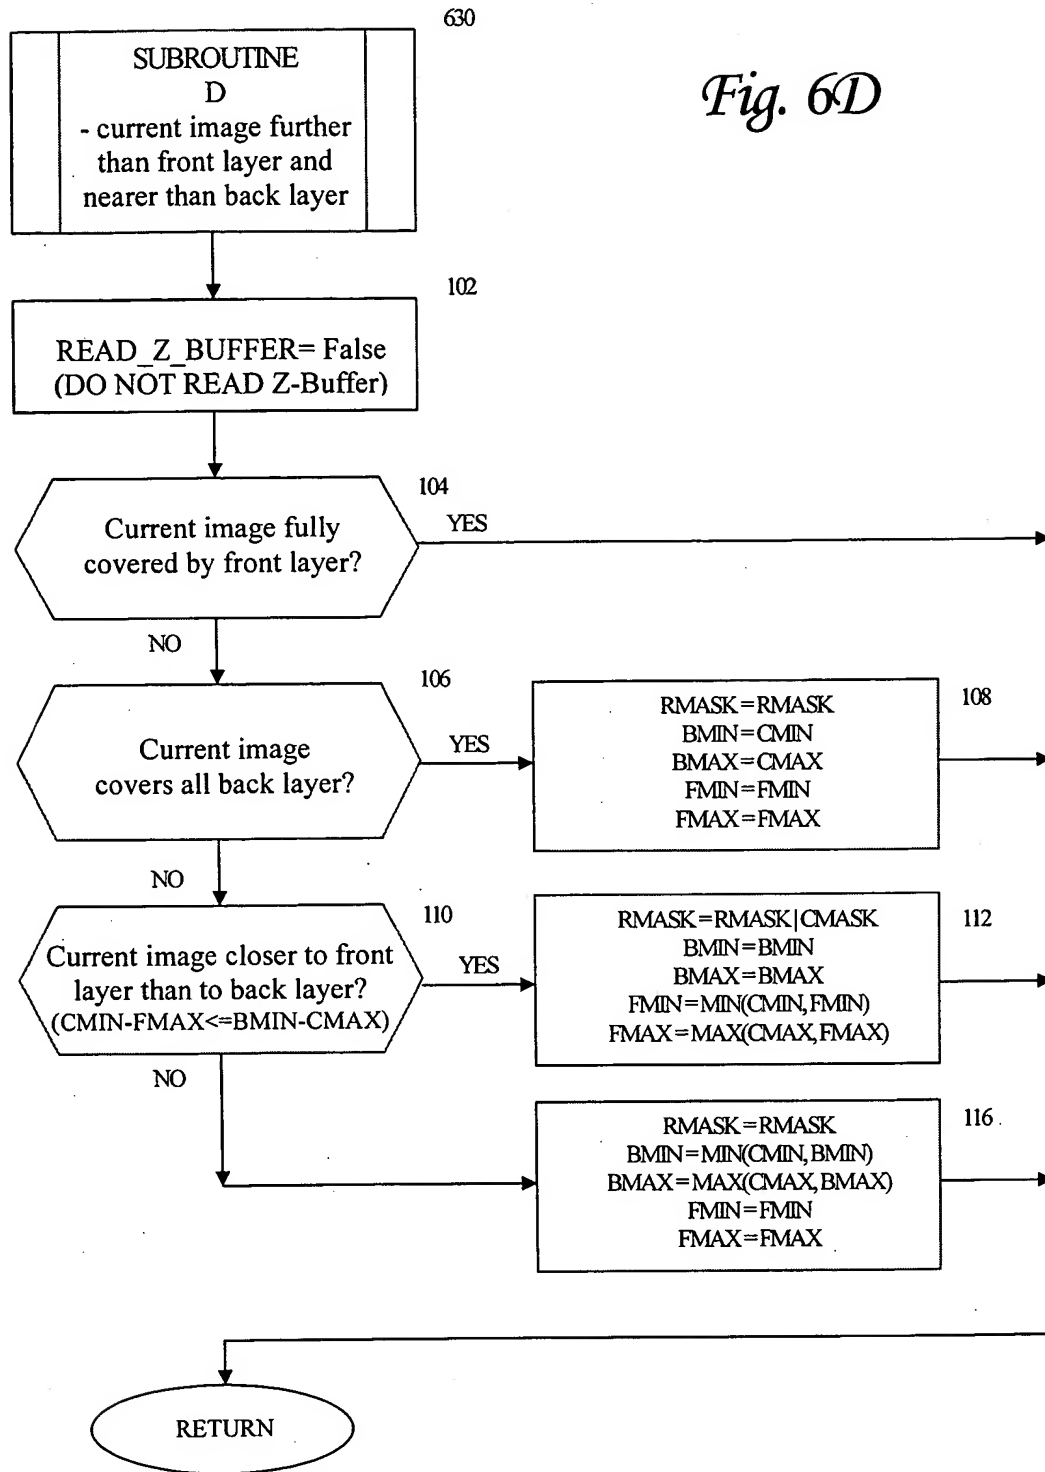 630
SUBROUTINE
D
- current image further
than front layer and
nearer than back layer
Fig. 6D
102
READ_Z_BUFFER= False
(DO NOT READ Z-Buffer)
104
Current image fully
covered by front layer?
YES
NO
106
Current image
covers all back layer?
YES
RMASK=RMASK
BMIN=CMIN
BMAX=CMAX
FMIN=FMIN
FMAX=FMAX
108
NO
110
Current image closer to front
layer than to back layer?
(CMIN-FMAX<=BMIN-CMAX)
YES
RMASK=RMASK|CMASK
BMIN=BMIN
BMAX=BMAX
FMIN=MIN(CMIN,FMIN)
FMAX=MAX(CMAX,FMAX)
112
NO
RMASK=RMASK
BMIN=MIN(CMIN,BMIN)
BMAX=MAX(CMAX,BMAX)
FMIN=FMIN
FMAX=FMAX
116
RETURN